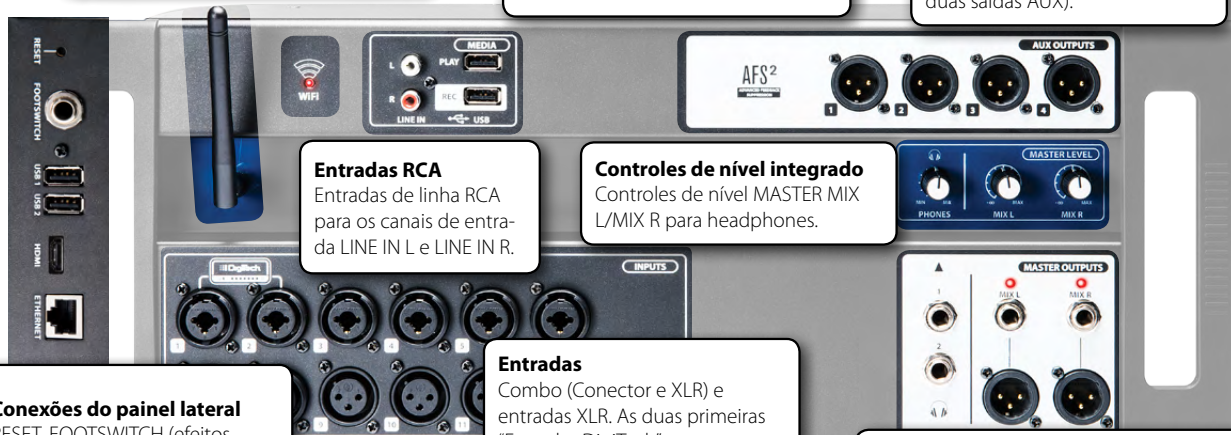 duas saídas AUX).
RESET
FOOTSWITCH
USB 1
USB 2
HDMI
ETHERNET
WiFi
MEDIA
L
PLAY
R
REC
LINE IN
USB
AFS²
AUX OUTPUTS
1
2
3
4
Entradas RCA
Entradas de linha RCA
para os canais de entra-
da LINE IN L e LINE IN R.
Controles de nível integrado
Controles de nível MASTER MIX
L/MIX R para headphones.
MASTER LEVEL
PHONES
MIX L
MIX R
DigiTech
INPUTS
1
2
3
4
5
9
10
11
MASTER OUTPUTS
1
MIX L
MIX R
2
Entradas
Combo (Conector e XLR) e
entradas XLR. As duas primeiras
Conexões do painel lateral
RESET, FOOTSWITCH (efeitos